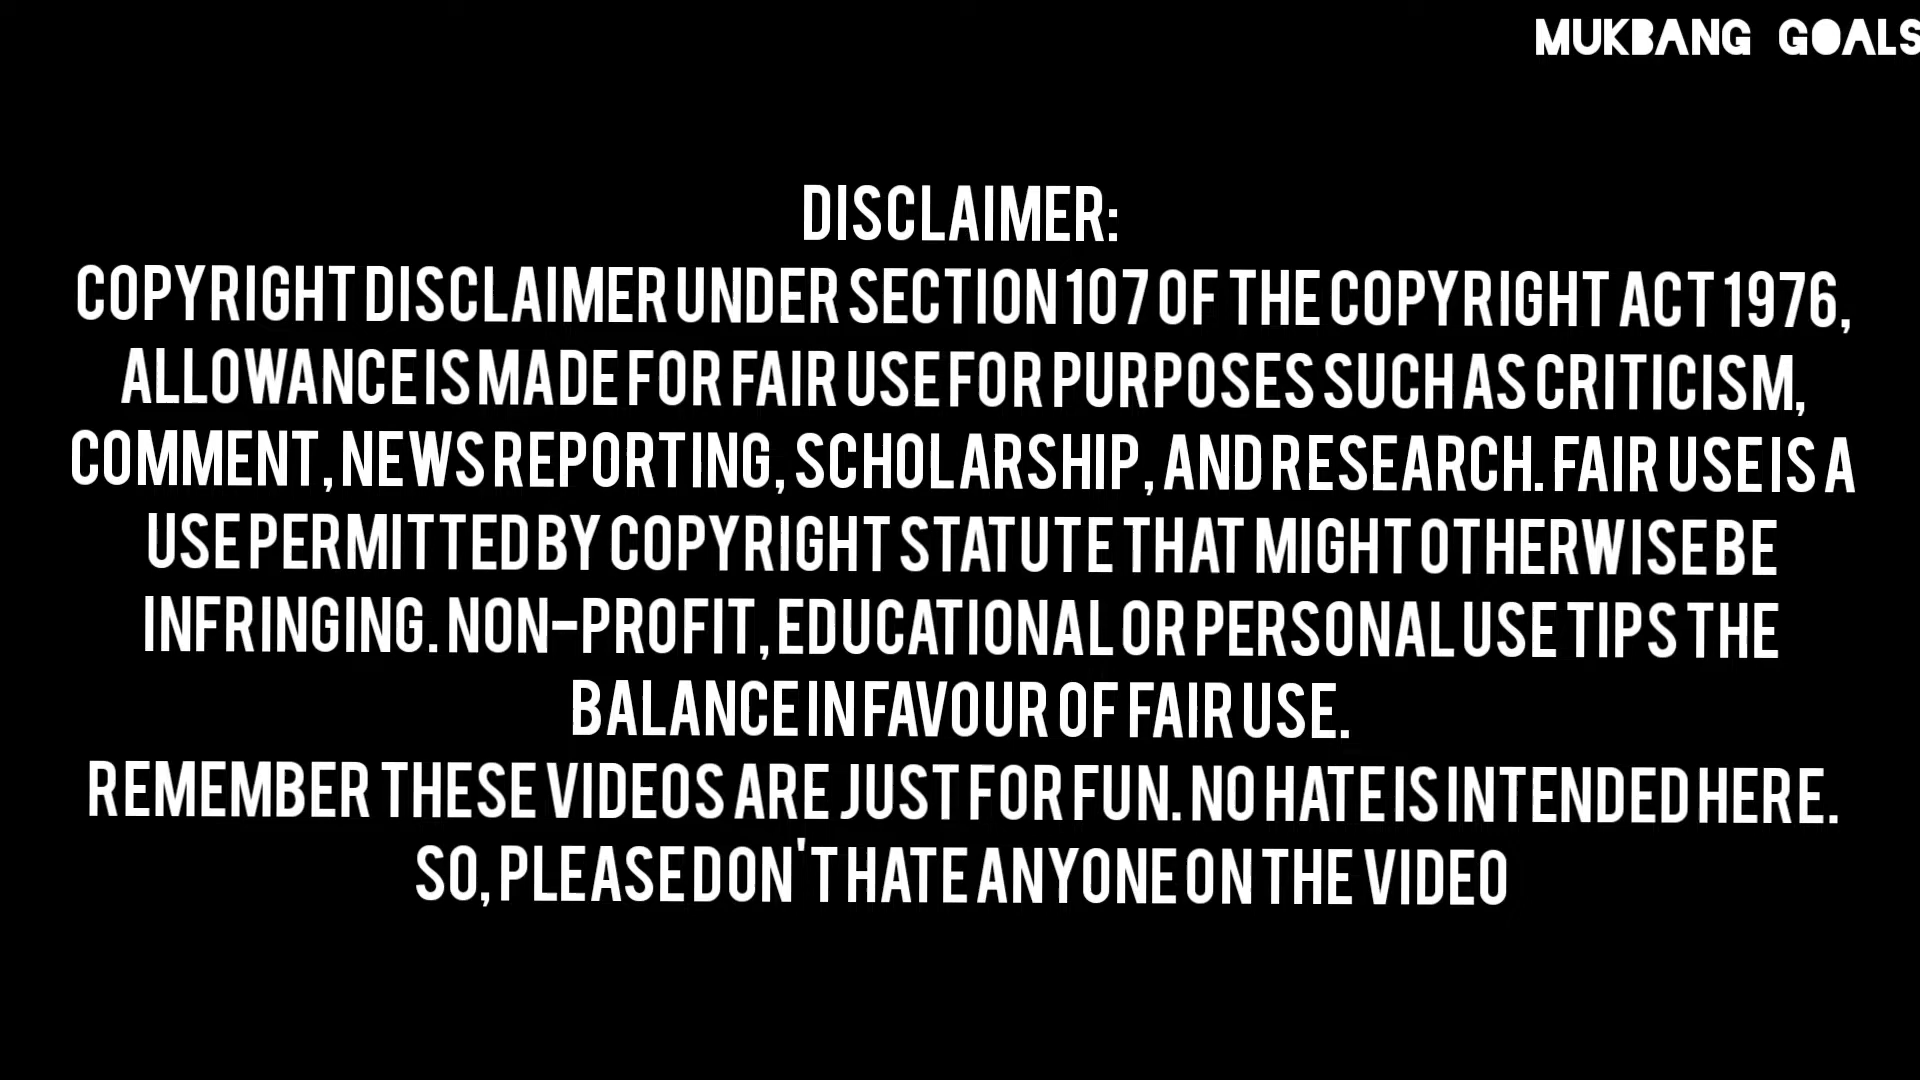 MUKBANG GOALS
DISCLAIMER:
COPYRIGHT DISCLAIMER UNDER SECTION 107 OF THE COPYRIGHT ACT 1976,
ALLOWANCE IS MADE FOR FAIR USE FOR PURPOSES SUCH AS CRITICISM,
COMMENT, NEWS REPORTING, SCHOLARSHIP, AND RESEARCH. FAIR USE IS A
USE PERMITTED BY COPYRIGHT STATUTE THAT MIGHT OTHERWISE BE
INFRINGING. NON-PROFIT, EDUCATIONAL OR PERSONAL USE TIPS THE
BALANCE IN FAVOUR OF FAIR USE.
REMEMBER THESE VIDEOS ARE JUST FOR FUN. NO HATE IS INTENDED HERE.
SO, PLEASE DON'T HATE ANYONE ON THE VIDEO